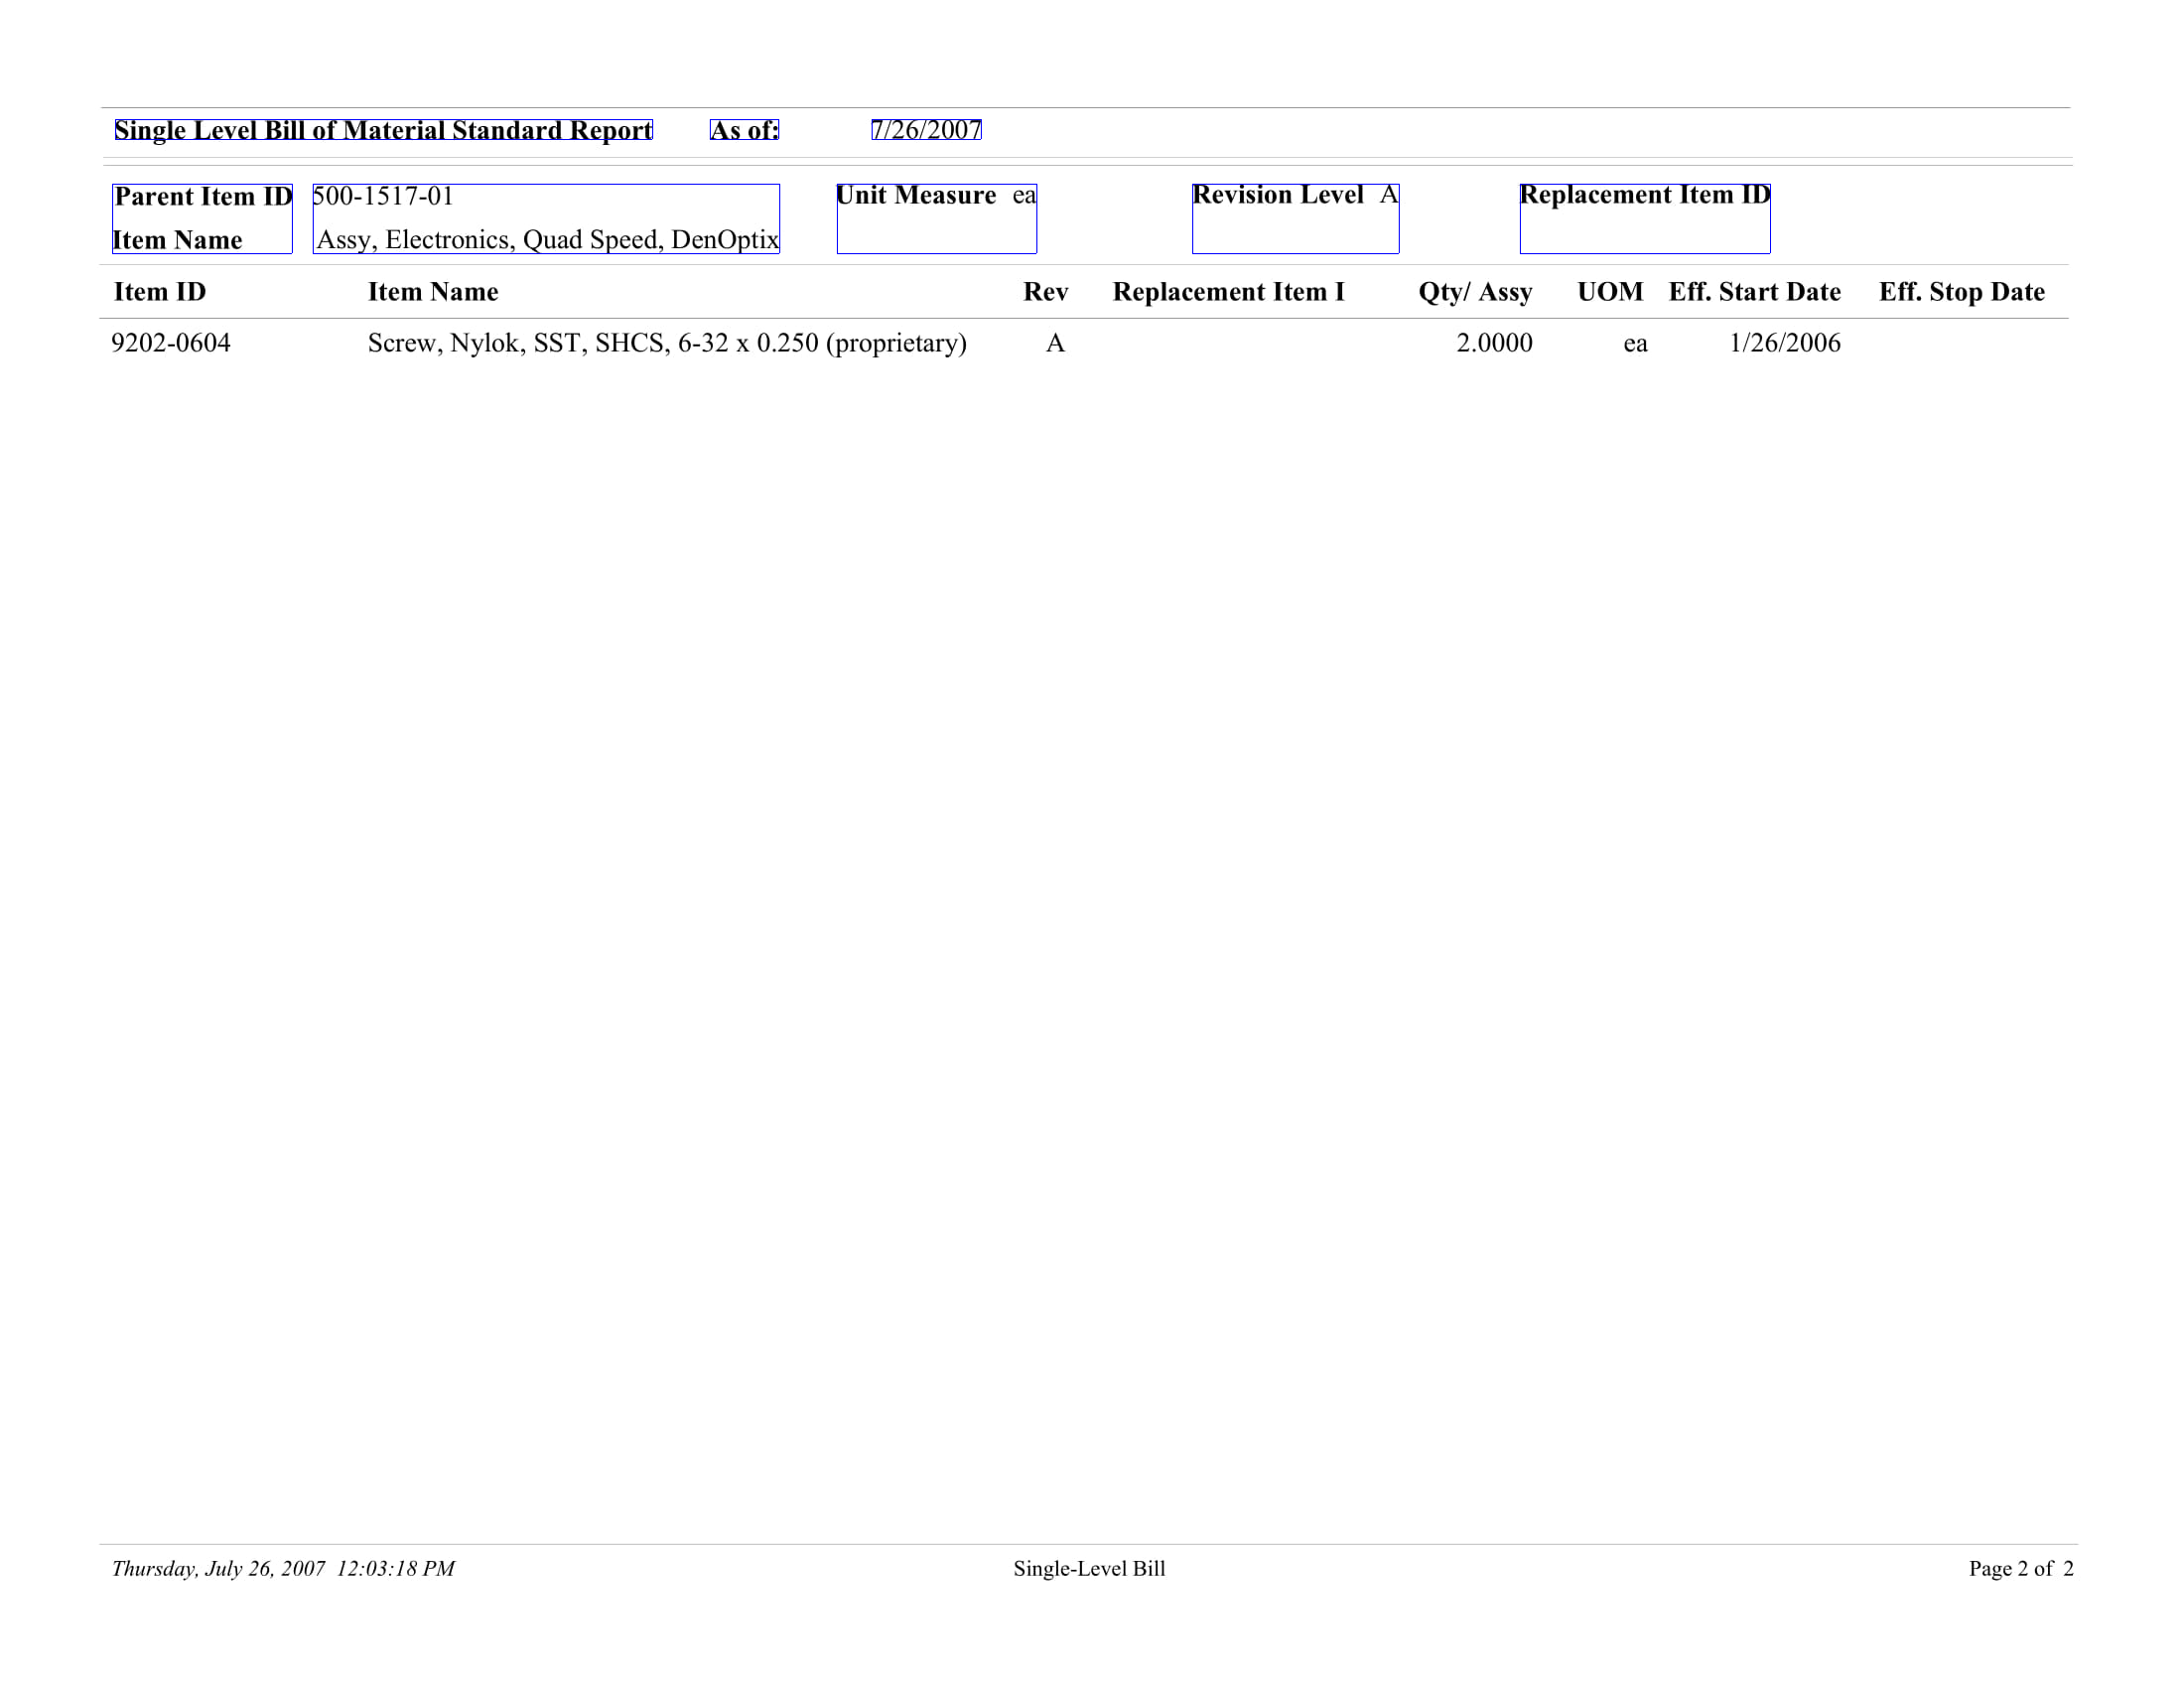 Single Level Bill of Material Standard Report As of: 7/26/2007
Parent Item ID 500-1517-01 Unit Measure ea Revision Level A Replacement Item ID
Item Name Assy, Electronics, Quad Speed, DenOptix
Item ID Item Name Rev Replacement Item I Qty/ Assy UOM Eff. Start Date Eff. Stop Date
9202-0604 Screw, Nylok, SST, SHCS, 6-32 x 0.250 (proprietary) A 2.0000 ea 1/26/2006
Thursday, July 26, 2007 12:03:18 PM Single-Level Bill Page 2 of 2